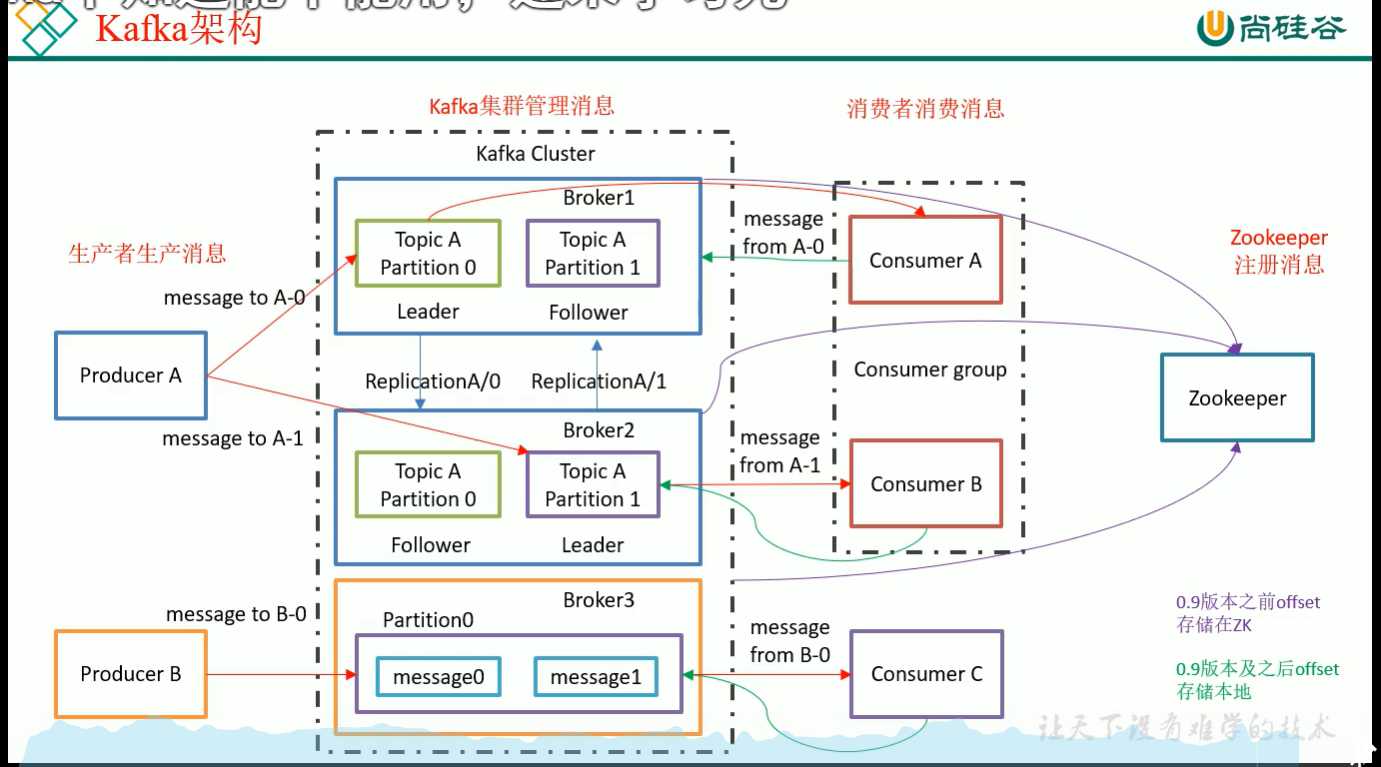 Kafka架构
尚硅谷
Kafka集群管理消息
消费者消费消息
Kafka Cluster
Broker1
Topic A
Partition 0
Topic A
Partition 1
Leader
Follower
生产者生产消息
message to A-0
message
from A-0
Consumer A
Zookeeper
注册消息
Producer A
ReplicationA/0
ReplicationA/1
Consumer group
Zookeeper
message to A-1
Broker2
Topic A
Partition 0
Topic A
Partition 1
Follower
Leader
message
from A-1
Consumer B
message to B-0
Broker3
Partition0
message0
message1
Producer B
message
from B-0
Consumer C
0.9版本之前offset
存储在ZK
0.9版本及之后offset
存储本地
让天下没有难学的技术